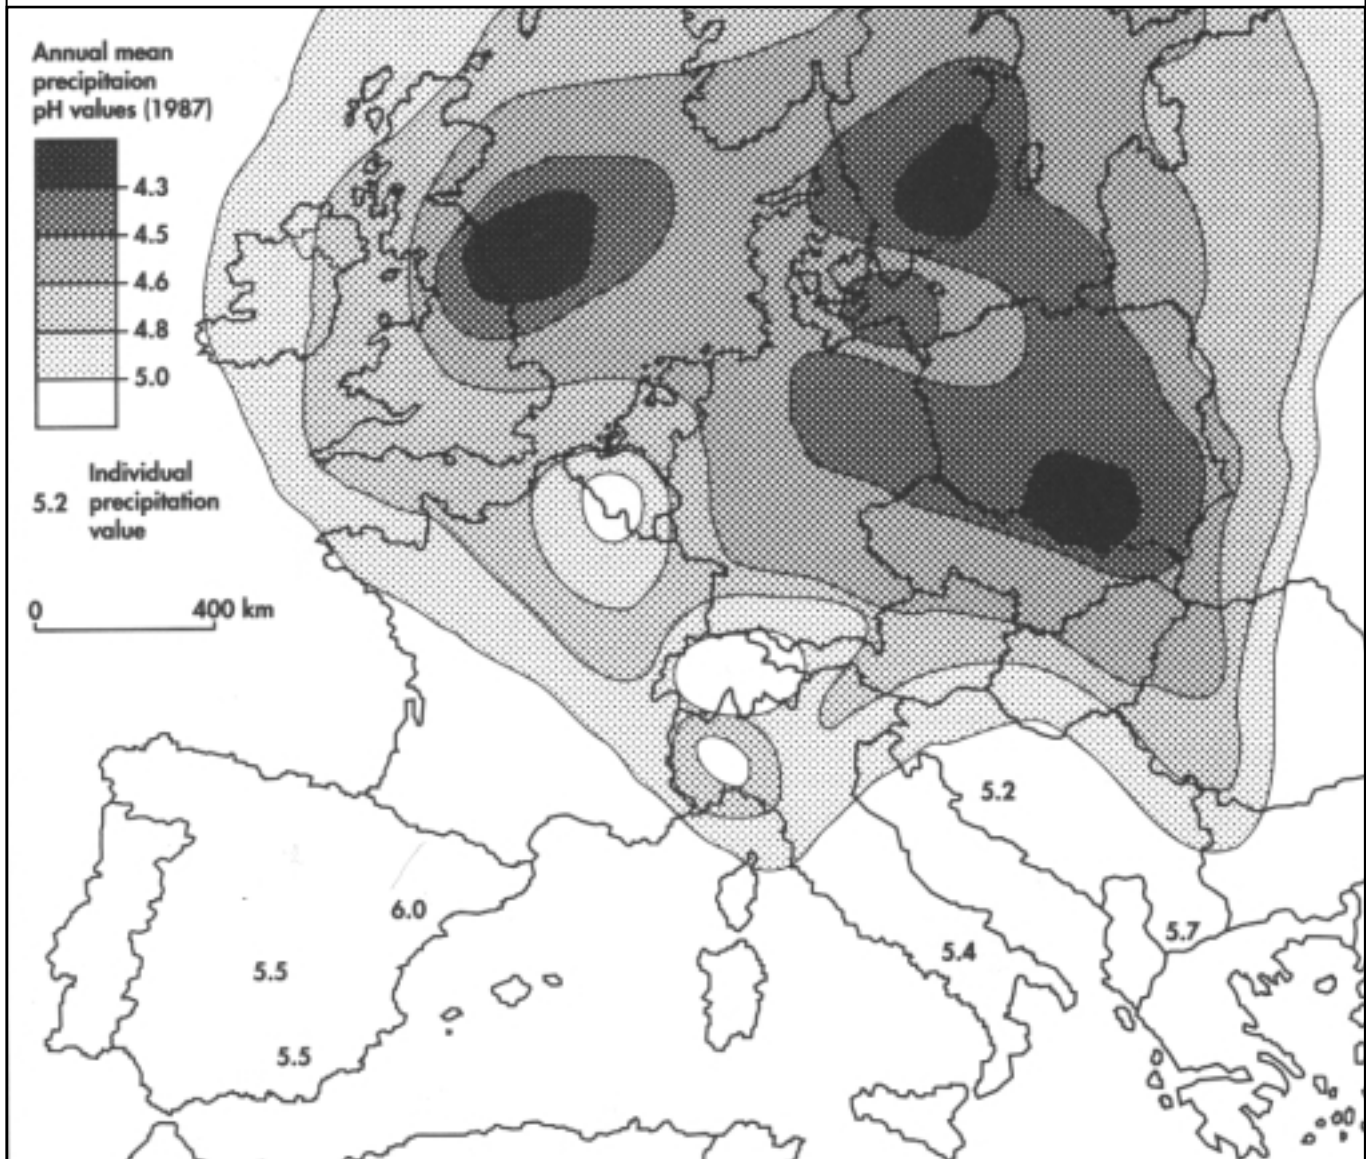 Annual mean
precipitaion
pH values (1987)
4.3
4.5
4.6
4.8
5.0
5.2 Individual
precipitation
value
0 400 km
5.2
6.0
5.7
5.4
5.5
5.5